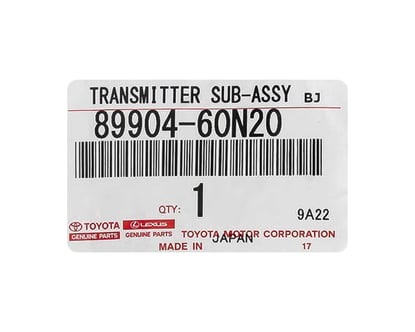 TRANSMITTER SUB-ASSY BJ
89904-60N20
QTY: 1 9A22
TOYOTA LEXUS
GENUINE PARTS GENUINE PARTS TOYOTA MOTOR CORPORATION
MADE IN JAPAN 17